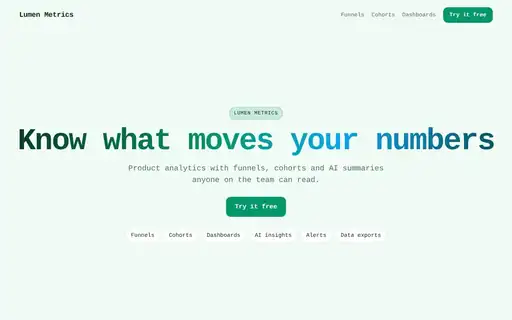 Lumen Metrics
Funnels Cohorts Dashboards Try it free
LUMEN METRICS
Know what moves your numbers
Product analytics with funnels, cohorts and AI summaries
anyone on the team can read.
Try it free
Funnels Cohorts Dashboards AI insights Alerts Data exports